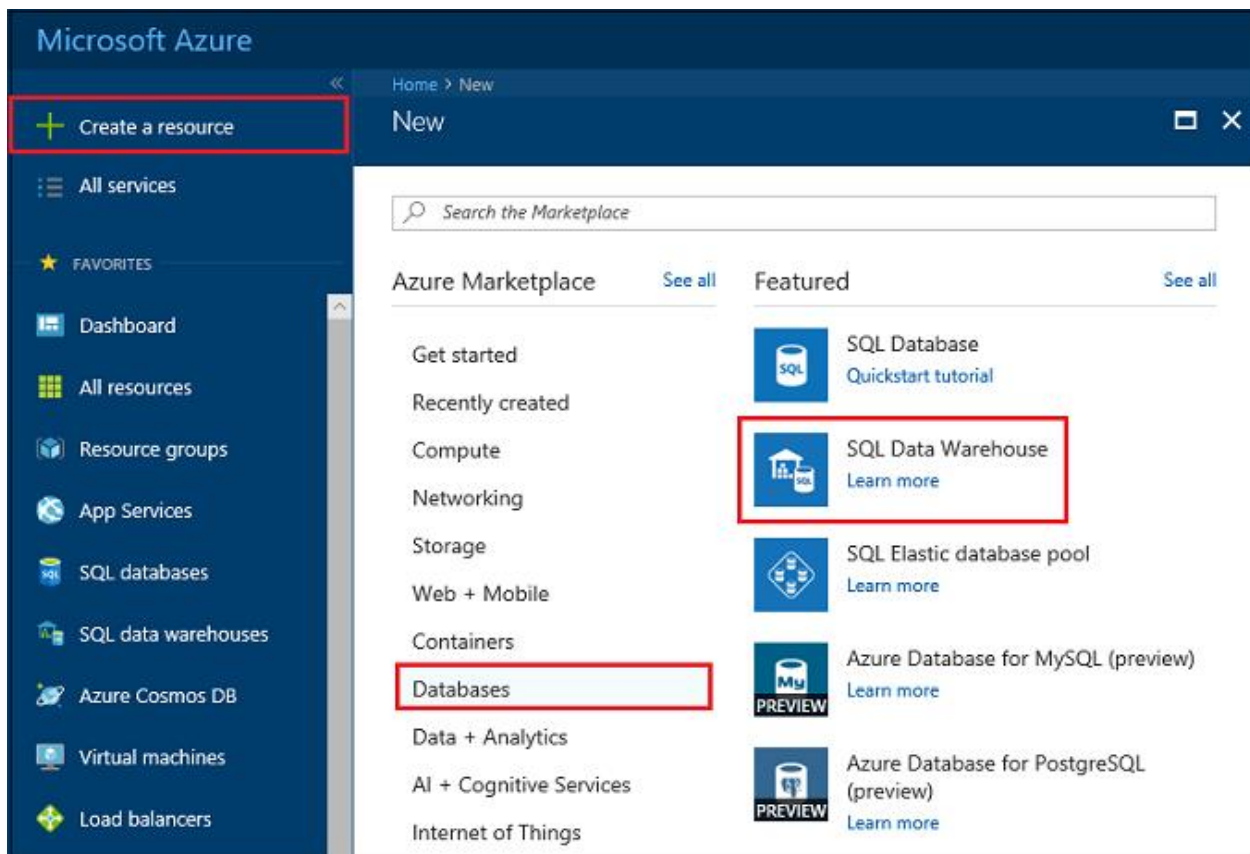 Microsoft Azure
«
Create a resource
All services
FAVORITES
Dashboard
All resources
Resource groups
App Services
SQL databases
SQL data warehouses
Azure Cosmos DB
Virtual machines
Load balancers
Home > New
New
Search the Marketplace
Azure Marketplace See all
Get started
Recently created
Compute
Networking
Storage
Web + Mobile
Containers
Databases
Data + Analytics
AI + Cognitive Services
Internet of Things
Featured See all
SQL
SQL Database
Quickstart tutorial
SQL
SQL Data Warehouse
Learn more
SQL Elastic database pool
Learn more
My
PREVIEW
Azure Database for MySQL (preview)
Learn more
PREVIEW
Azure Database for PostgreSQL
(preview)
Learn more